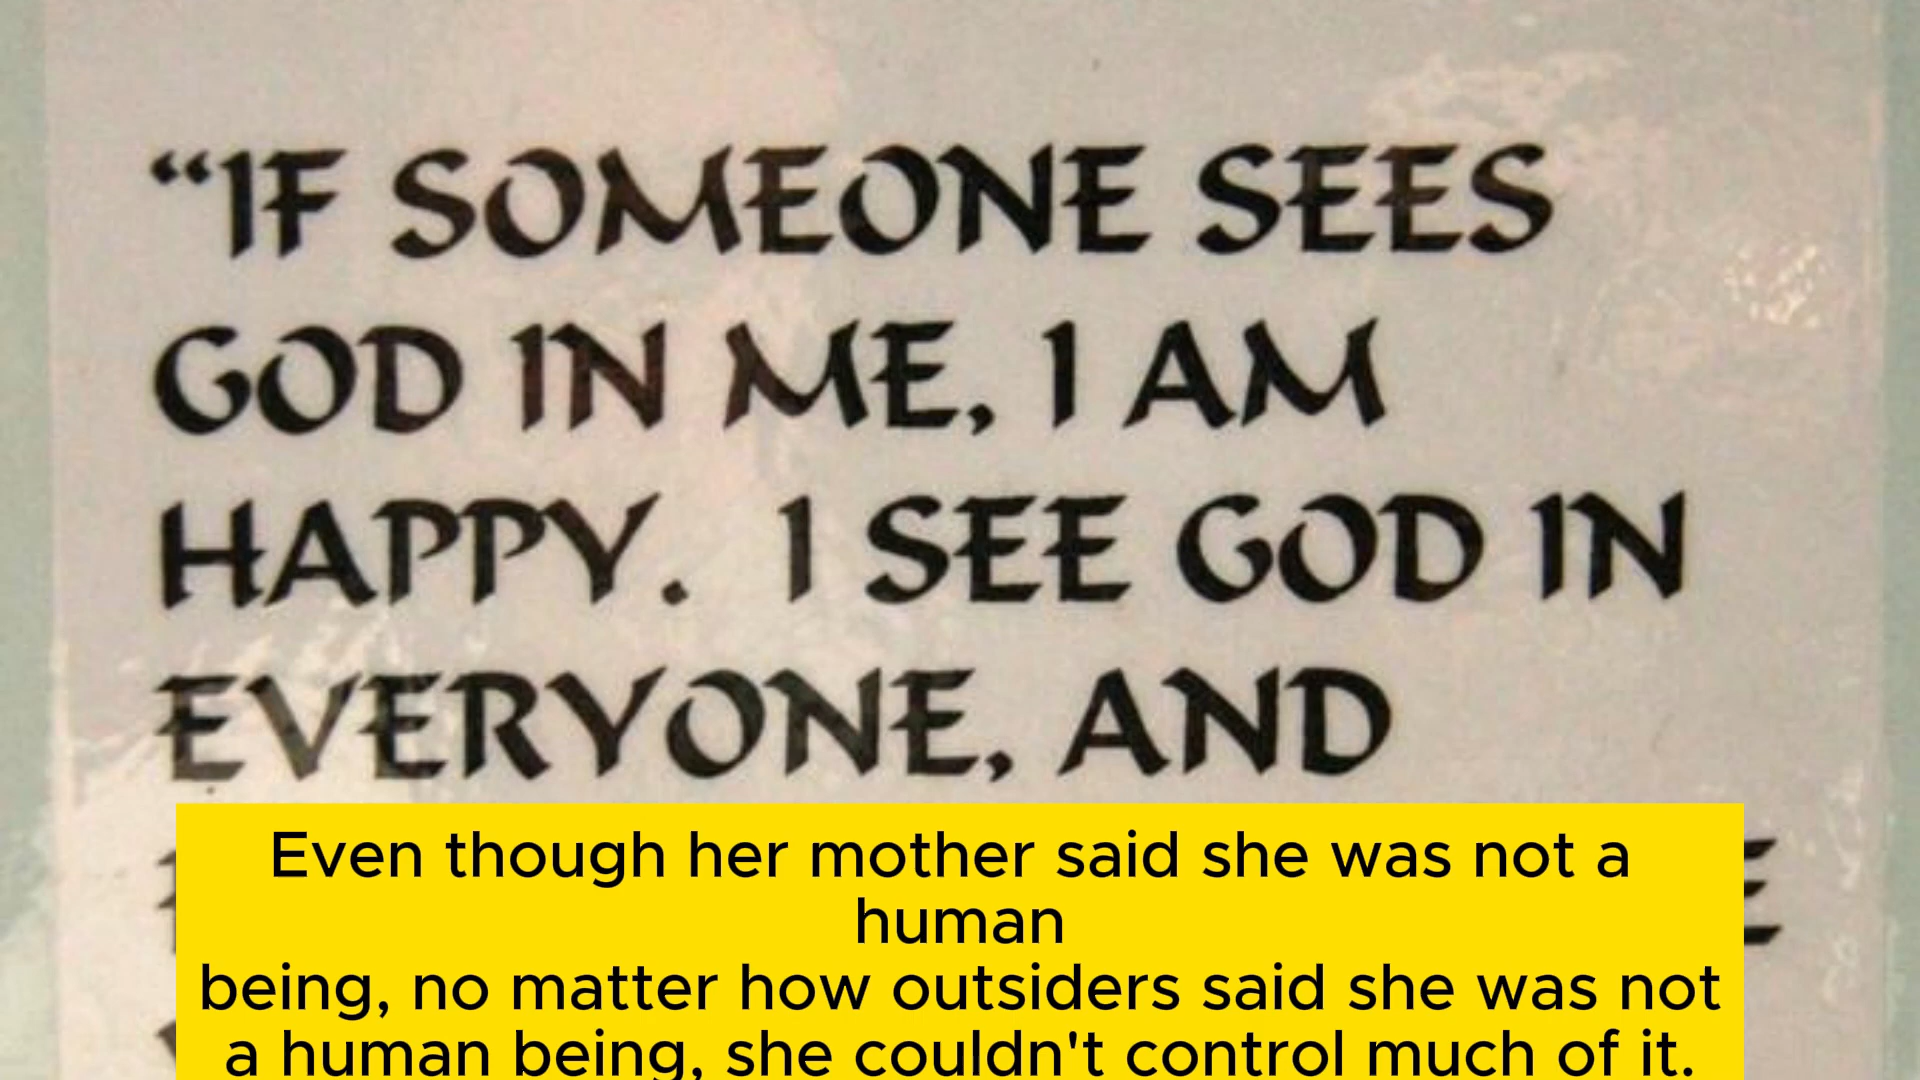 “IF SOMEONE SEES
GOD IN ME, I AM
HAPPY. I SEE GOD IN
EVERYONE, AND
Even though her mother said she was not a
human
being, no matter how outsiders said she was not
a human being, she couldn't control much of it.